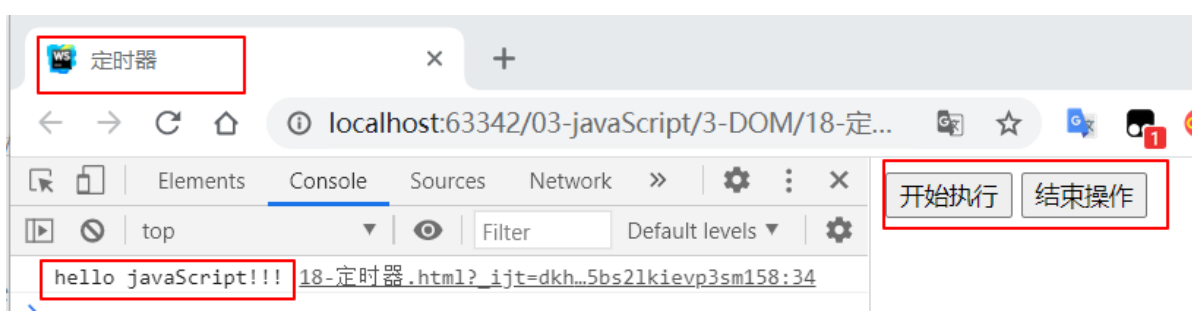 WS 定时器
localhost:63342/03-javaScript/3-DOM/18-定...
1
Elements Console Sources Network
top Filter Default levels
hello javaScript!!! 18-定时器.html?_ijt=dkh…5bs2lkievp3sm158:34
开始执行 结束操作